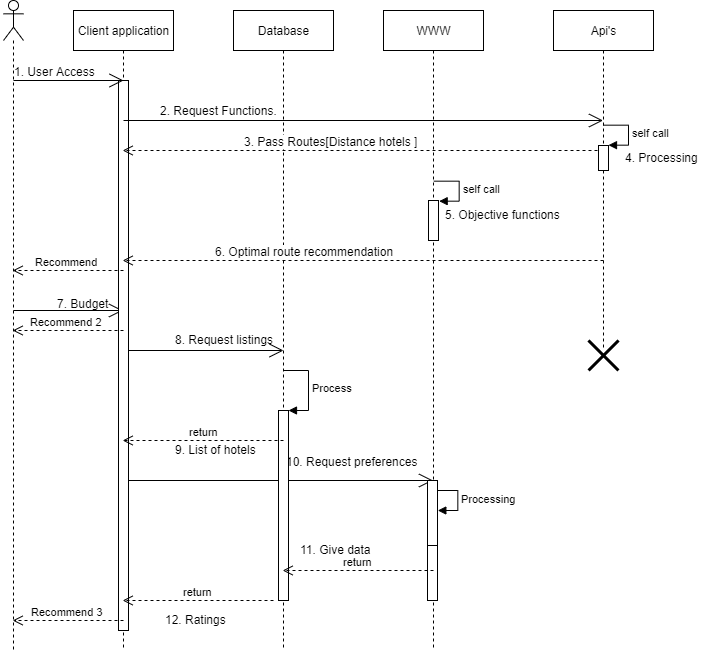 Client application
Database
WWW
Api's
1. User Access
2. Request Functions.
self call
3. Pass Routes[Distance hotels ]
4. Processing
self call
5. Objective functions
6. Optimal route recommendation
Recommend
7. Budget
Recommend 2
8. Request listings
Process
return
9. List of hotels
10. Request preferences
Processing
11. Give data
return
return
Recommend 3
12. Ratings